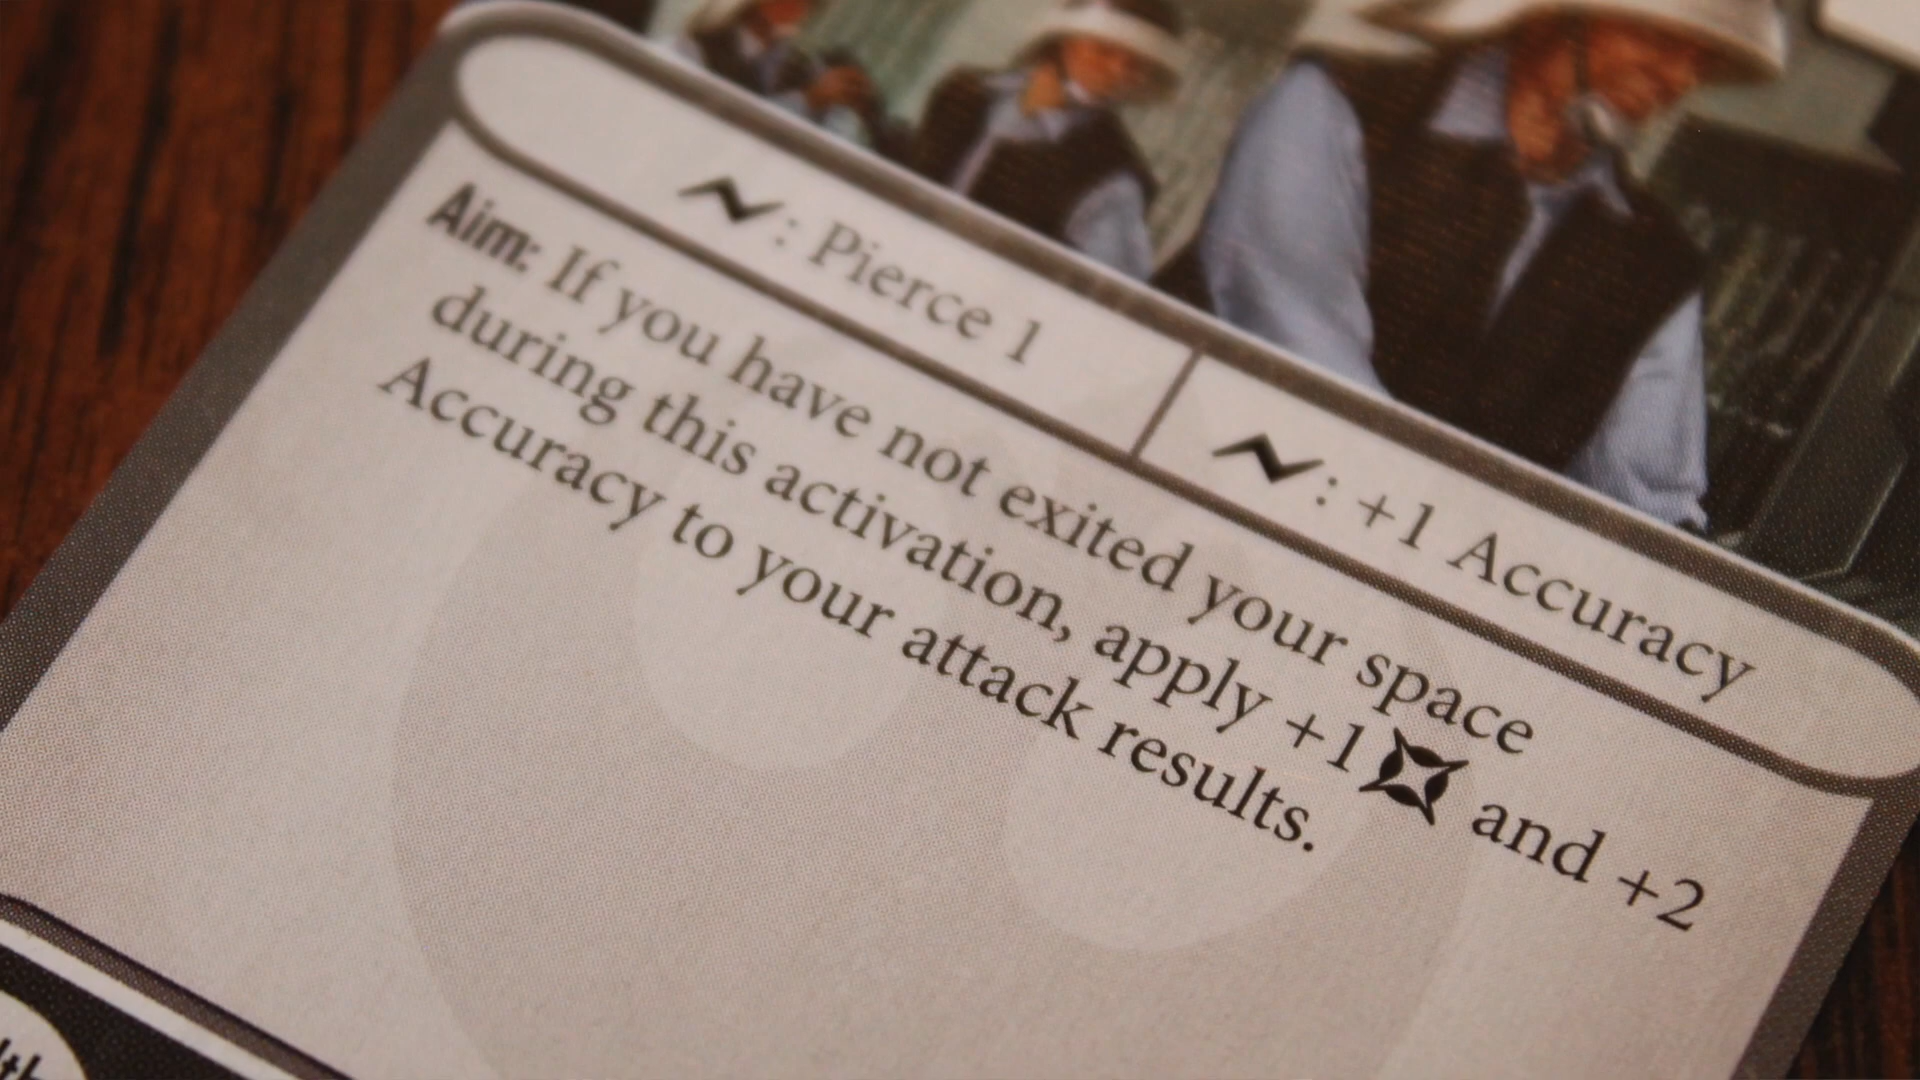 : Pierce 1
: +1 Accuracy
Aim: If you have not exited your space
during this activation, apply +1 and +2
Accuracy to your attack results.